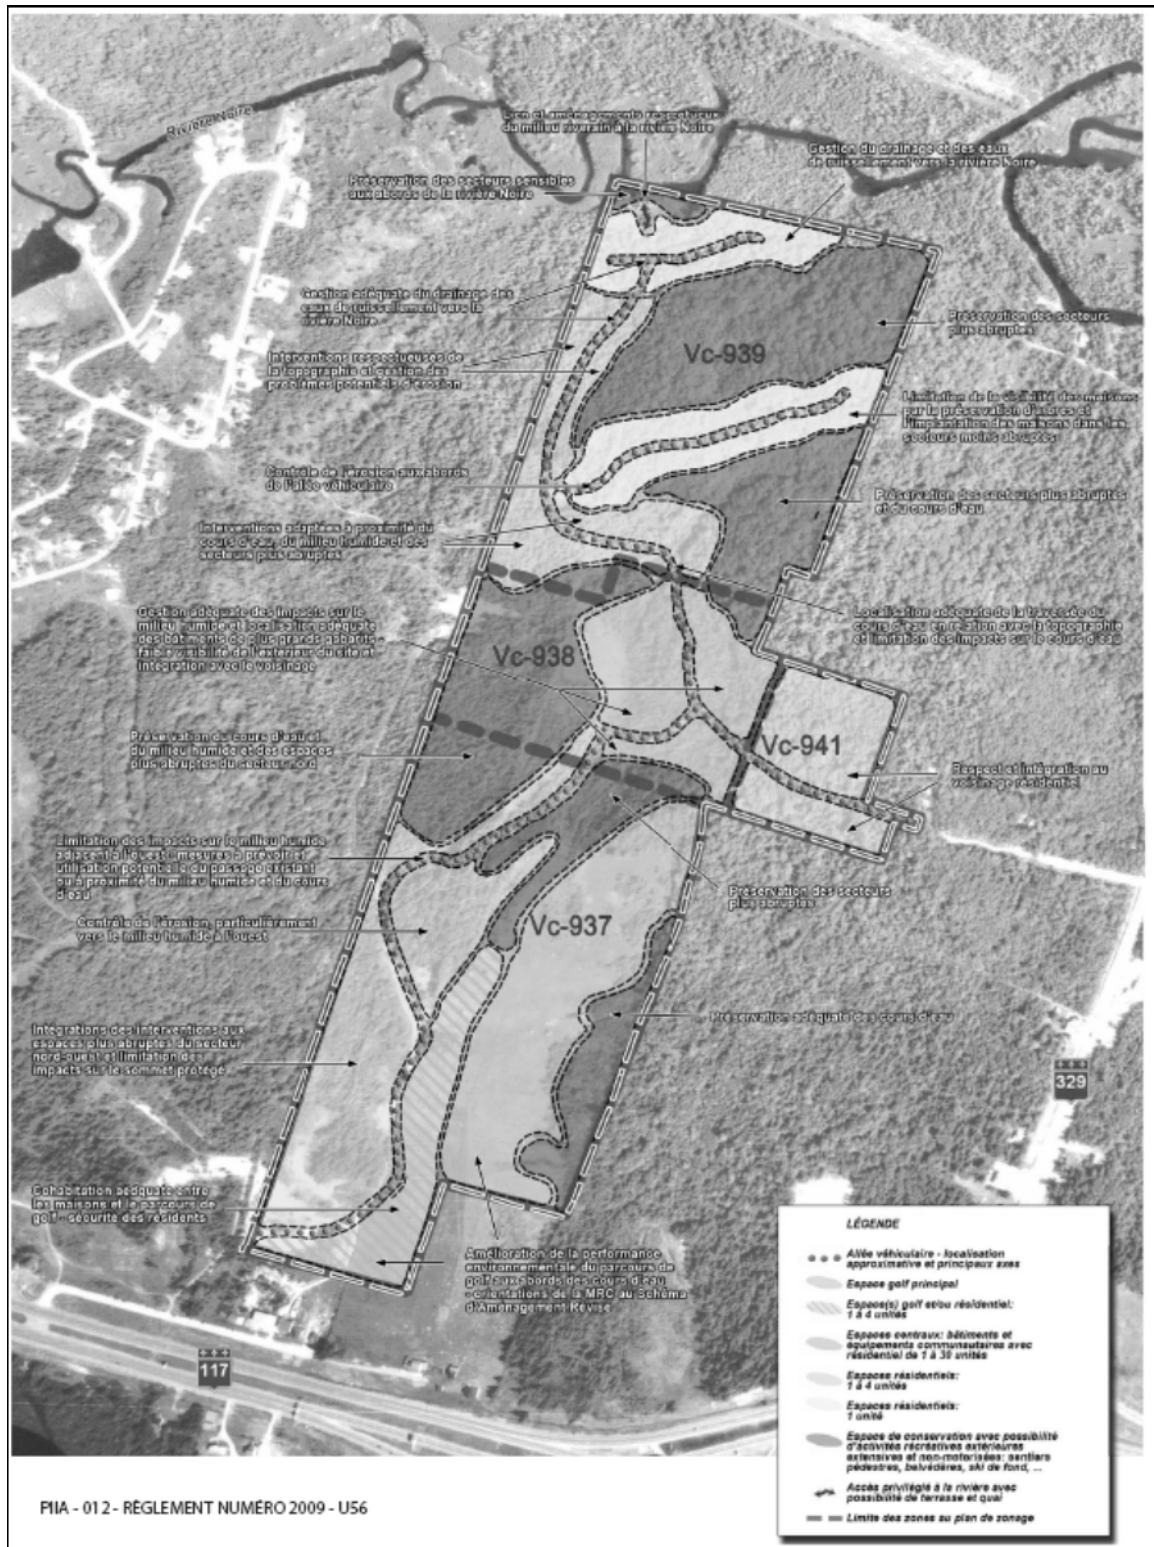 Rivière Noire
Lien et aménagements respectueux
du milieu riverain à la rivière Noire
Gestion du drainage et des eaux
de ruissellement vers la rivière Noire
Préservation des secteurs sensibles
aux abords de la rivière Noire
Gestion adéquate du drainage des
eaux de ruissellement vers la
rivière Noire
Préservation des secteurs
plus abruptes
Vc-939
Interventions respectueuses de
la topographie et gestion des
problèmes potentiels d'érosion
Limitation de la visibilité des maisons
par la préservation d'arbres et
l'implantation des maisons dans les
secteurs moins abruptes
Contrôle de l'érosion aux abords
de l'allée véhiculaire
Préservation des secteurs plus abruptes
et du cours d'eau
Interventions adaptées à proximité du
cours d'eau, du milieu humide et des
secteurs plus abruptes
Gestion adéquate des impacts sur le
milieu humide et localisation adéquate
des bâtiments de plus grands gabarits -
faible visibilité de l'extérieur du site et
intégration avec le voisinage
Localisation adéquate de la traversée du
cours d'eau en relation avec la topographie
et limitation des impacts sur le cours d'eau
Vc-938
Vc-941
Préservation du cours d'eau et
du milieu humide et des espaces
plus abruptes du secteur nord
Respect et intégration au
voisinage résidentiel
Limitation des impacts sur le milieu humide
adjacent à l'ouest - mesures à prévoir et
utilisation potentielle du passage existant
ou à proximité du milieu humide et du cours
d'eau
Préservation des secteurs
plus abruptes
Contrôle de l'érosion, particulièrement
vers le milieu humide à l'ouest
Vc-937
Intégrations des interventions aux
espaces plus abruptes du secteur
nord-ouest et limitation des
impacts sur le sommet protégé
Préservation adéquate des cours d'eau
329
Cohabitation adéquate entre
les maisons et le parcours de
golf - sécurité des résidents
Amélioration de la performance
environnementale du parcours de
golf aux abords des cours d'eau
- orientations de la MRC au Schéma
d'Aménagement Révisé
117
LÉGENDE
Allée véhiculaire - localisation
approximative et principaux axes
Espace golf principal
Espace(s) golf et/ou résidentiel:
1 à 4 unités
Espaces centraux: bâtiments et
équipements communautaires avec
résidentiel de 1 à 30 unités
Espaces résidentiels:
1 à 4 unités
Espaces résidentiels:
1 unité
Espace de conservation avec possibilité
d'activités récréatives extérieures
extensives et non-motorisées: sentiers
pédestres, belvédères, ski de fond, ...
Accès privilégié à la rivière avec
possibilité de terrasse et quai
Limite des zones au plan de zonage
PIIA - 012 - RÈGLEMENT NUMÉRO 2009 - U56